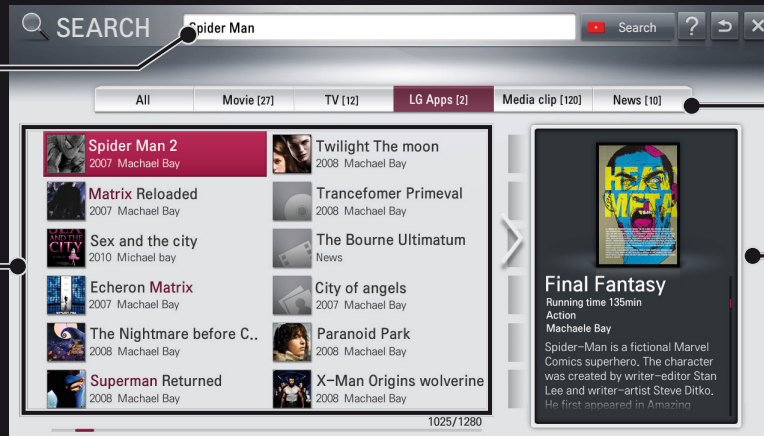 SEARCH
Spider Man
Search
?
All
Movie [27]
TV [12]
LG Apps [2]
Media clip [120]
News [10]
Spider Man 2
2007 Machael Bay
Matrix Reloaded
2007 Machael Bay
SEX
AND THE
CITY
Sex and the city
2010 Michael bay
Echeron Matrix
2007 Machael Bay
The Nightmare before C..
2008 Machael Bay
Superman Returned
2008 Machael Bay
Twilight The moon
2008 Machael Bay
Trancefomer Primeval
2008 Machael Bay
The Bourne Ultimatum
News
City of angels
2007 Machael Bay
Paranoid Park
2008 Machael Bay
X-Man Origins wolverine
2008 Machael Bay
1025/1280
HEAVY
META
Final Fantasy
Running time 135min
Action
Machaele Bay
Spider-Man is a fictional Marvel
Comics superhero, The character
was created by writer-editor Stan
Lee and writer-artist Steve Ditko,
He first appeared in Amazing